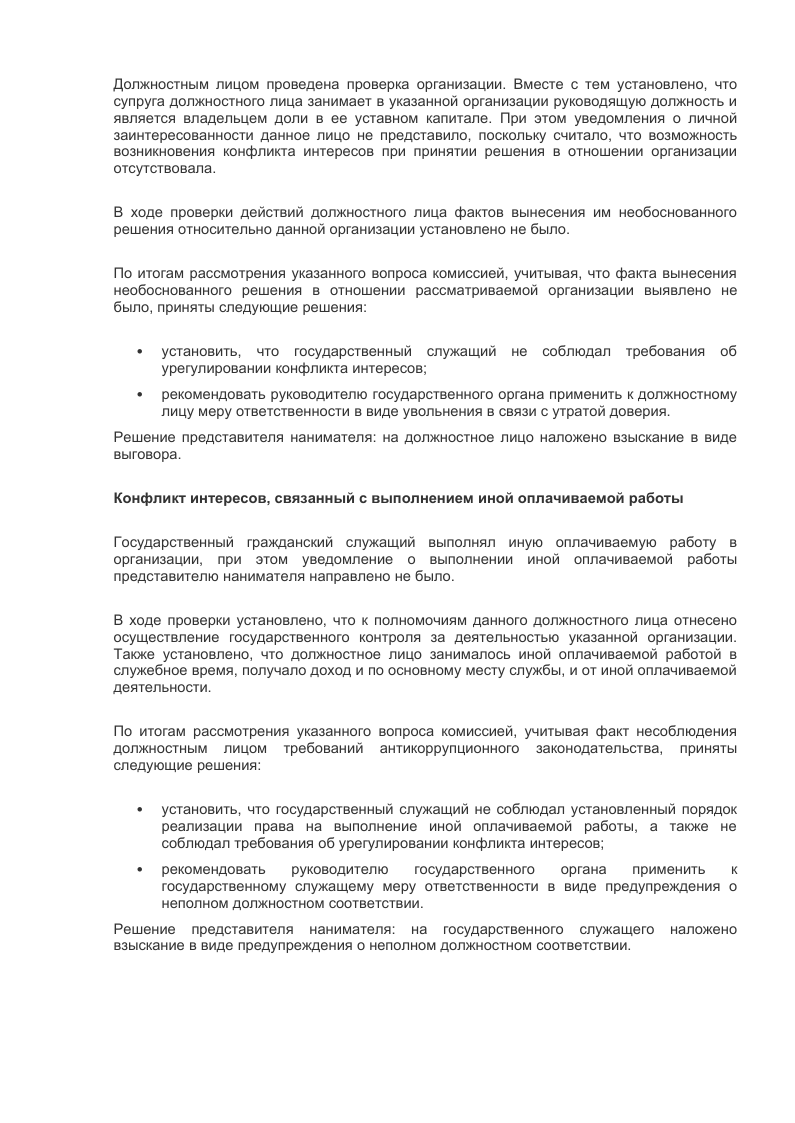 Должностным лицом проведена проверка организации. Вместе с тем установлено, что
супруга должностного лица занимает в указанной организации руководящую должность и
является владельцем доли в ее уставном капитале. При этом уведомления о личной
заинтересованности данное лицо не представило, поскольку считало, что возможность
возникновения конфликта интересов при принятии решения в отношении организации
отсутствовала.
В ходе проверки действий должностного лица фактов вынесения им необоснованного
решения относительно данной организации установлено не было.
По итогам рассмотрения указанного вопроса комиссией, учитывая, что факта вынесения
необоснованного решения в отношении рассматриваемой организации выявлено не
было, приняты следующие решения:
• установить, что государственный служащий не соблюдал требования об
урегулировании конфликта интересов;
• рекомендовать руководителю государственного органа применить к должностному
лицу меру ответственности в виде увольнения в связи с утратой доверия.
Решение представителя нанимателя: на должностное лицо наложено взыскание в виде
выговора.
Конфликт интересов, связанный с выполнением иной оплачиваемой работы
Государственный гражданский служащий выполнял иную оплачиваемую работу в
организации, при этом уведомление о выполнении иной оплачиваемой работы
представителю нанимателя направлено не было.
В ходе проверки установлено, что к полномочиям данного должностного лица отнесено
осуществление государственного контроля за деятельностью указанной организации.
Также установлено, что должностное лицо занималось иной оплачиваемой работой в
служебное время, получало доход и по основному месту службы, и от иной оплачиваемой
деятельности.
По итогам рассмотрения указанного вопроса комиссией, учитывая факт несоблюдения
должностным лицом требований антикоррупционного законодательства, приняты
следующие решения:
• установить, что государственный служащий не соблюдал установленный порядок
реализации права на выполнение иной оплачиваемой работы, а также не
соблюдал требования об урегулировании конфликта интересов;
• рекомендовать руководителю государственного органа применить к
государственному служащему меру ответственности в виде предупреждения о
неполном должностном соответствии.
Решение представителя нанимателя: на государственного служащего наложено
взыскание в виде предупреждения о неполном должностном соответствии.